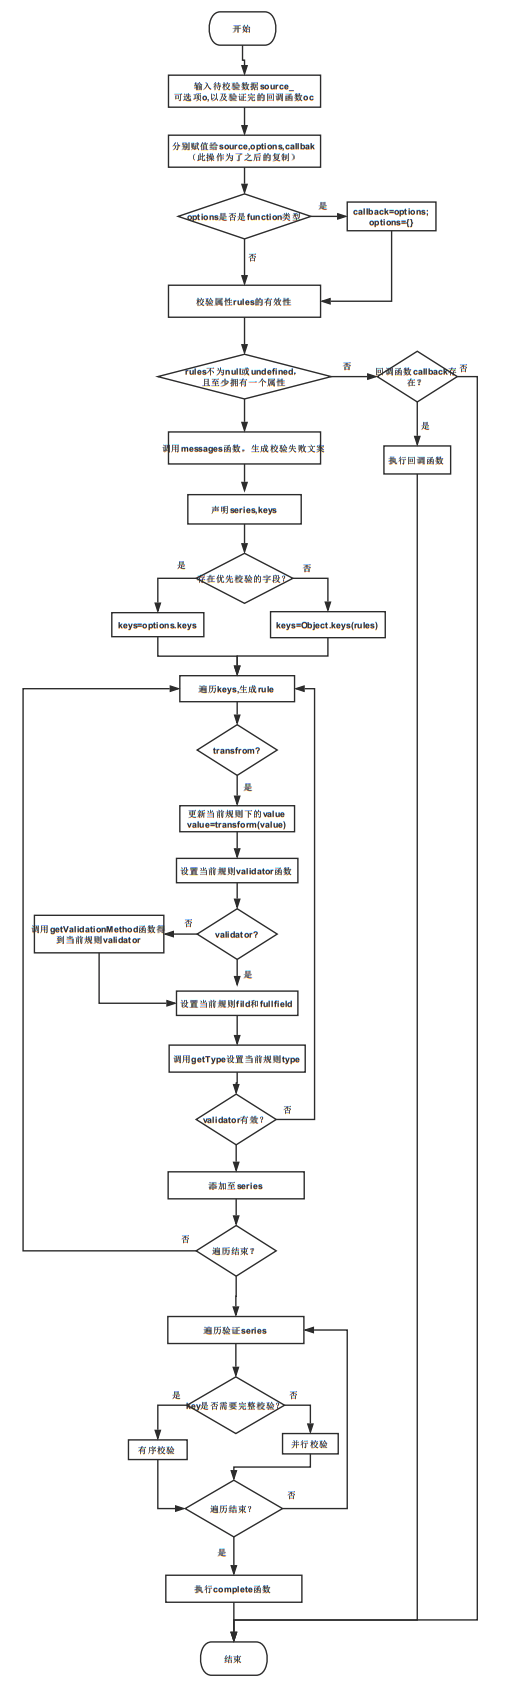 开始
输入待校验数据source_
可选项o,以及验证完的回调函数oc
分别赋值给source,options,callbak
（此操作为了之后的复制）
options是否是function类型
是
callback=options;
options={}
否
校验属性rules的有效性
rules不为null或undefined，
且至少拥有一个属性
否
回调函数callback存
在？
否
是
执行回调函数
调用messages函数。生成校验失败文案
声明series,keys
存在优先校验的字段?
是
否
keys=options.keys
keys=Object.keys(rules)
遍历keys,生成rule
transfrom?
是
更新当前规则下的value
value=transform(value)
设置当前规则validator函数
validator?
否
调用getValidationMethod函数得
到当前规则validator
是
设置当前规则fild和fullfield
调用getType设置当前规则type
validator有效?
否
添加至series
遍历结束？
否
遍历验证series
key是否需要完整校验?
是
否
有序校验
并行校验
遍历结束?
否
是
执行complete函数
结束